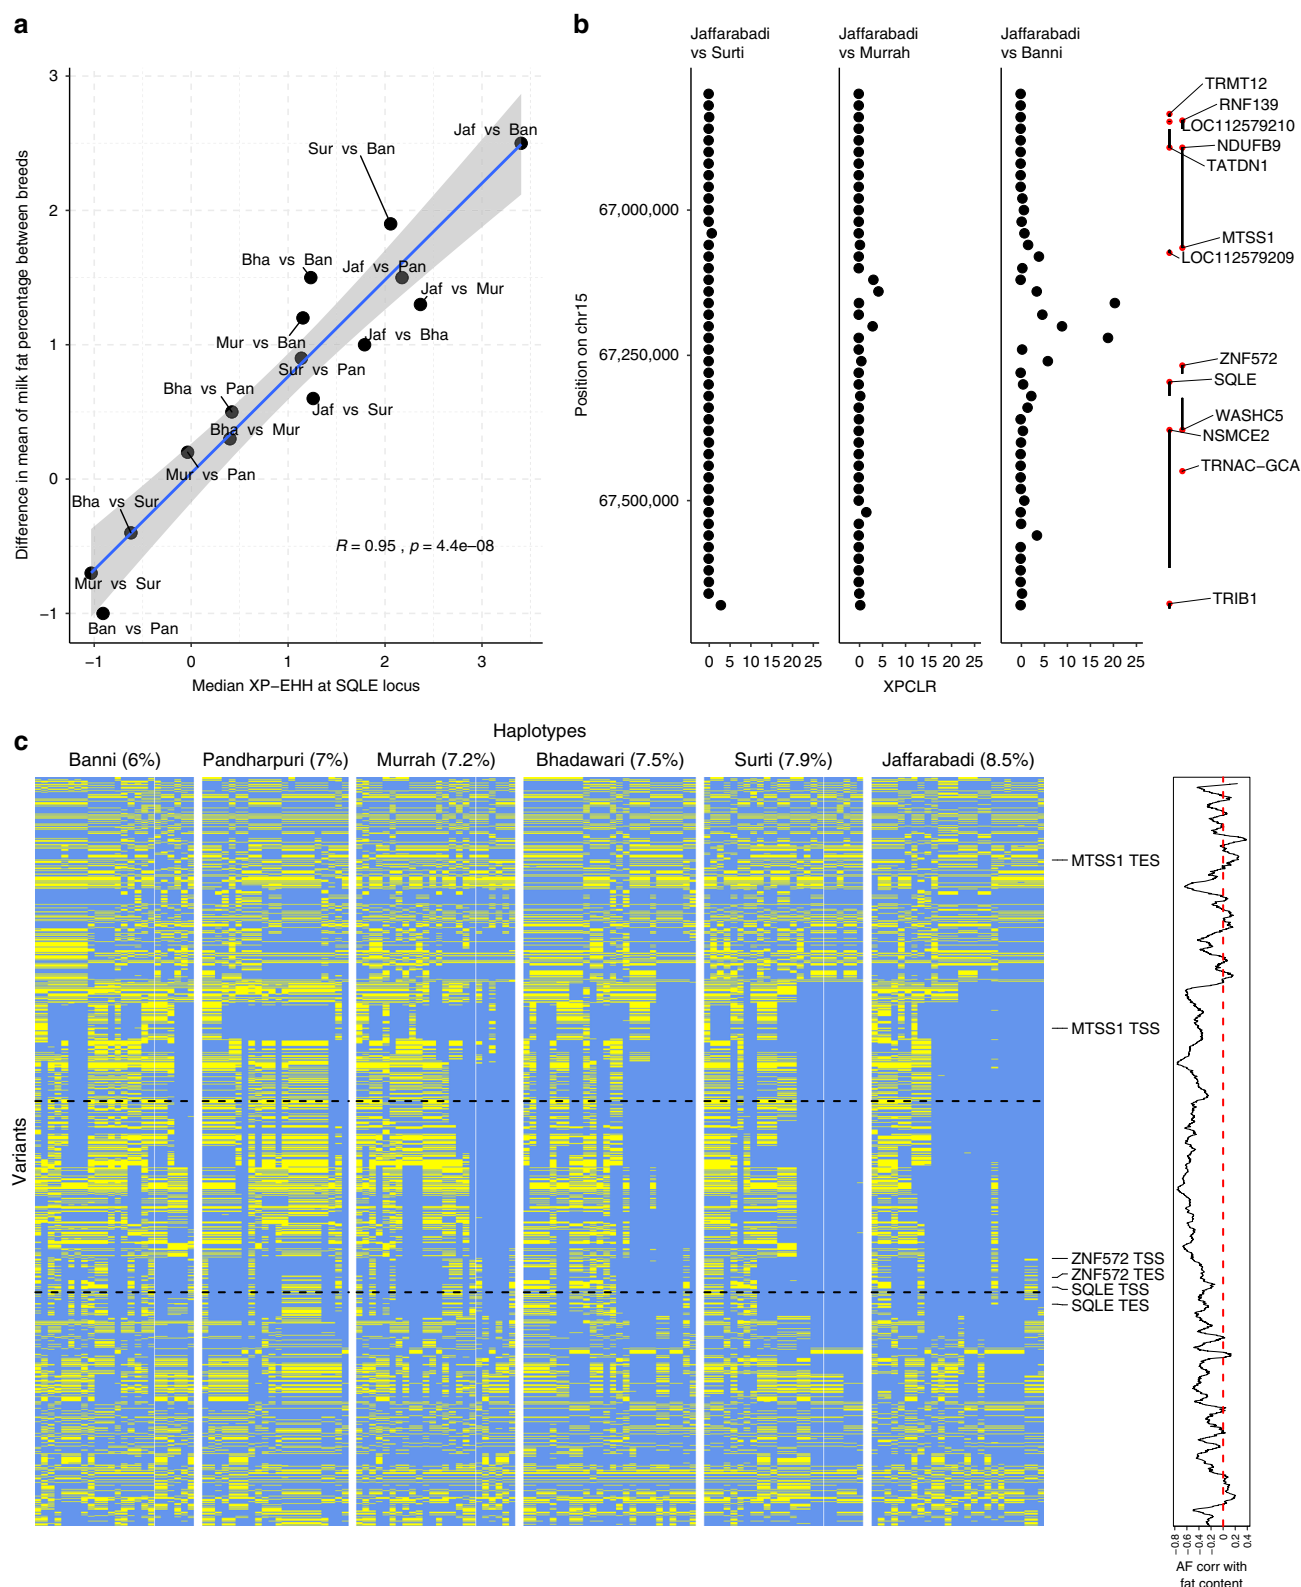 a
Difference in mean of milk fat percentage between breeds
3
2
1
0
−1
Jaf vs Ban
Sur vs Ban
Bha vs Ban
Jaf vs Pan
Jaf vs Mur
Mur vs Ban
Jaf vs Bha
Sur vs Pan
Bha vs Pan
Jaf vs Sur
Bha vs Mur
Mur vs Pan
Bha vs Sur
R = 0.95 , p = 4.4e−08
Mur vs Sur
Ban vs Pan
−1
0
1
2
3
Median XP−EHH at SQLE locus
b
Jaffarabadi
vs Surti
Jaffarabadi
vs Murrah
Jaffarabadi
vs Banni
Position on chr15
67,000,000
67,250,000
67,500,000
0 5 10 15 20 25
0 5 10 15 20 25
0 5 10 15 20 25
XPCLR
TRMT12
RNF139
LOC112579210
NDUFB9
TATDN1
MTSS1
LOC112579209
ZNF572
SQLE
WASHC5
NSMCE2
TRNAC−GCA
TRIB1
c
Haplotypes
Banni (6%)
Pandharpuri (7%)
Murrah (7.2%)
Bhadawari (7.5%)
Surti (7.9%)
Jaffarabadi (8.5%)
Variants
MTSS1 TES
MTSS1 TSS
ZNF572 TSS
ZNF572 TES
SQLE TSS
SQLE TES
−0.8
−0.6
−0.4
−0.2
0
0.2
0.4
AF corr with
fat content